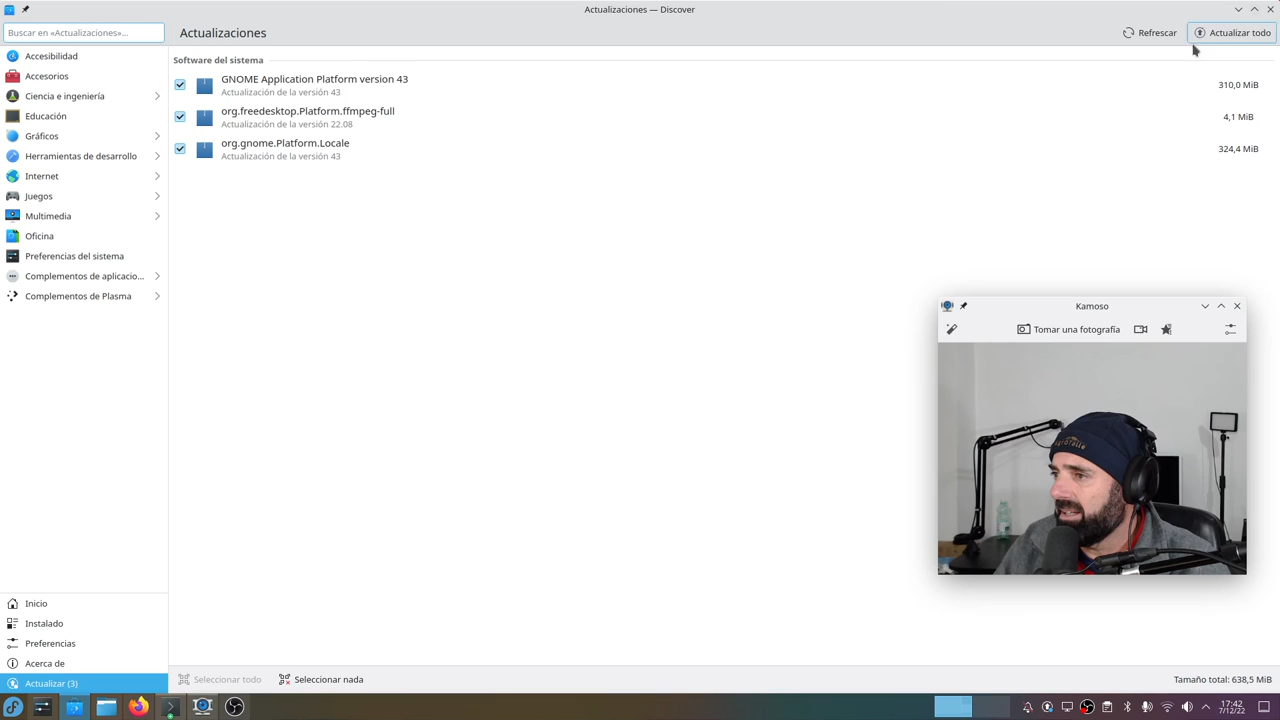 Actualizaciones — Discover
Buscar en «Actualizaciones»...
Actualizaciones
Refrescar
Actualizar todo
Accesibilidad
Accesorios
Ciencia e ingeniería
Educación
Gráficos
Herramientas de desarrollo
Internet
Juegos
Multimedia
Oficina
Preferencias del sistema
Complementos de aplicacio...
Complementos de Plasma
Software del sistema
GNOME Application Platform version 43
Actualización de la versión 43
310,0 MiB
org.freedesktop.Platform.ffmpeg-full
Actualización de la versión 22.08
4,1 MiB
org.gnome.Platform.Locale
Actualización de la versión 43
324,4 MiB
Kamoso
Tomar una fotografía
Inicio
Instalado
Preferencias
Acerca de
Actualizar (3)
Seleccionar todo
Seleccionar nada
Tamaño total: 638,5 MiB
17:42